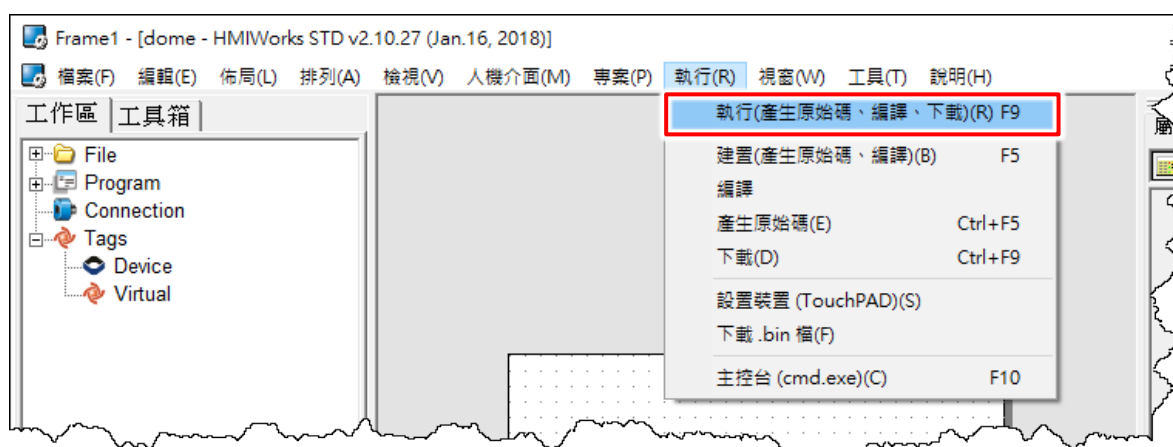 Frame1 - [dome - HMIWorks STD v2.10.27 (Jan.16, 2018)]
檔案(F) 編輯(E) 佈局(L) 排列(A) 檢視(V) 人機介面(M) 專案(P) 執行(R) 視窗(W) 工具(T) 說明(H)
工作區 工具箱
執行(產生原始碼、編譯、下載)(R) F9
File
建置(產生原始碼、編譯)(B) F5
Program
編譯
Connection
產生原始碼(E) Ctrl+F5
Tags
下載(D) Ctrl+F9
Device
Virtual
設置裝置 (TouchPAD)(S)
下載 .bin 檔(F)
主控台 (cmd.exe)(C) F10